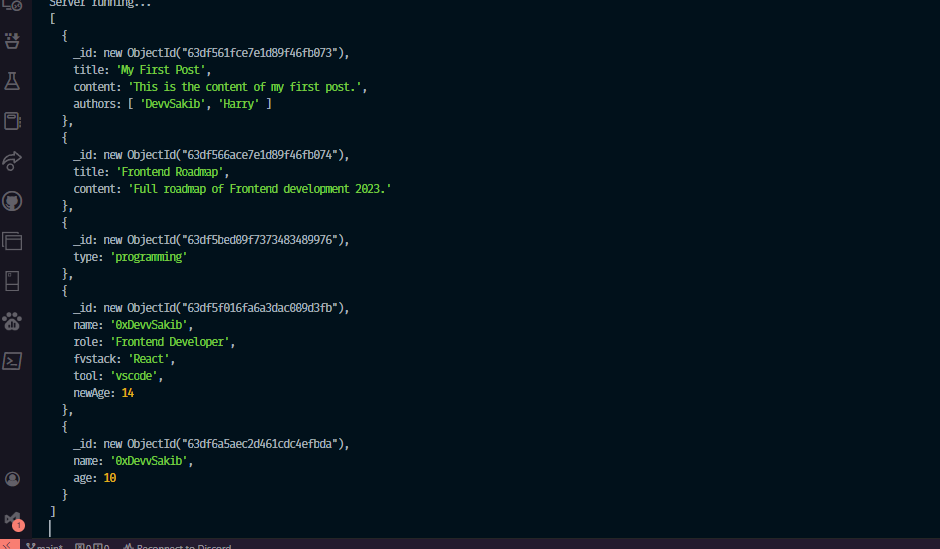 Server running...
[
  {
    _id: new ObjectId("63df561fce7e1d89f46fb073"),
    title: 'My First Post',
    content: 'This is the content of my first post.',
    authors: [ 'DevvSakib', 'Harry' ]
  },
  {
    _id: new ObjectId("63df566ace7e1d89f46fb074"),
    title: 'Frontend Roadmap',
    content: 'Full roadmap of Frontend development 2023.'
  },
  {
    _id: new ObjectId("63df5bed09f7373483489976"),
    type: 'programming'
  },
  {
    _id: new ObjectId("63df5f016fa6a3dac009d3fb"),
    name: '0xDevvSakib',
    role: 'Frontend Developer',
    fvstack: 'React',
    tool: 'vscode',
    newAge: 14
  },
  {
    _id: new ObjectId("63df6a5aec2d461cdc4efbda"),
    name: '0xDevvSakib',
    age: 10
  }
]
1
main* 0 0 Reconnect to Discord